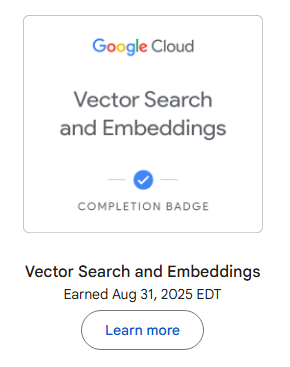 Google Cloud
Vector Search
and Embeddings
COMPLETION BADGE
Vector Search and Embeddings
Earned Aug 31, 2025 EDT
Learn more